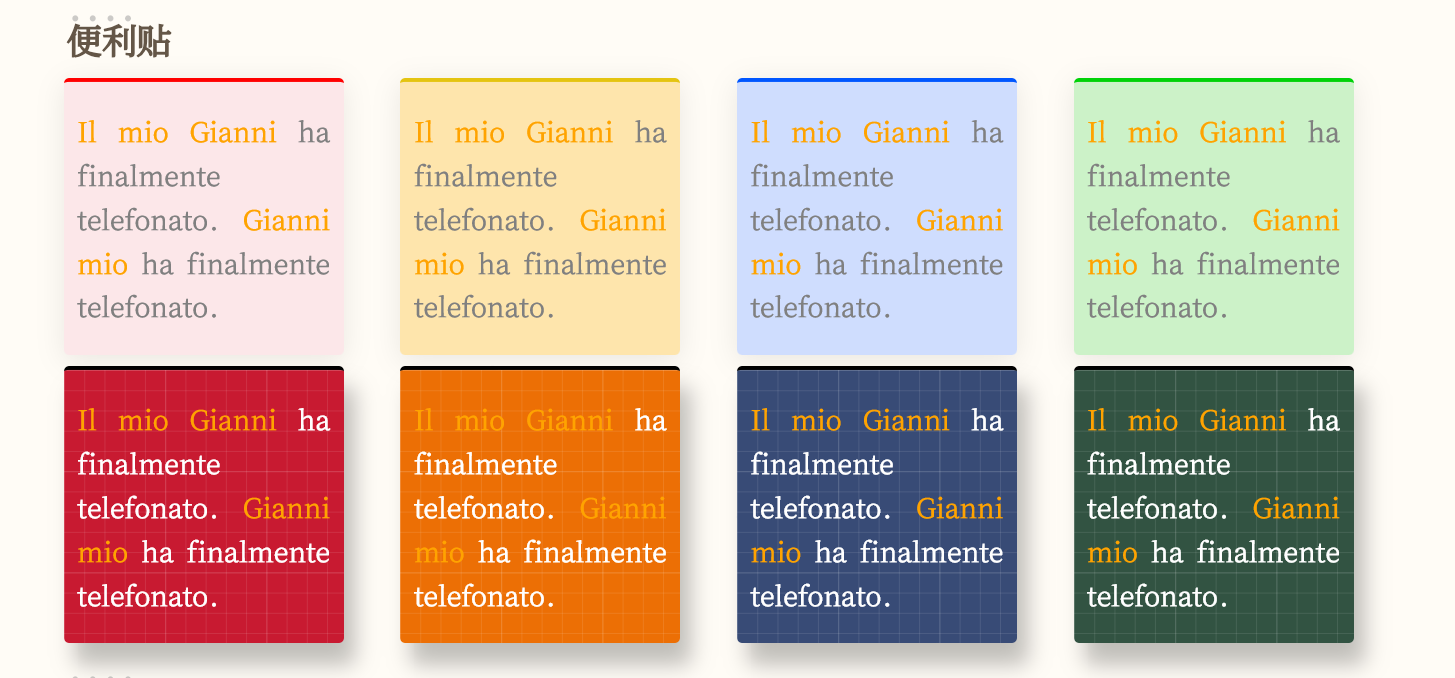 便利贴
Il mio Gianni ha
finalmente
telefonato. Gianni
mio ha finalmente
telefonato.
Il mio Gianni ha
finalmente
telefonato. Gianni
mio ha finalmente
telefonato.
Il mio Gianni ha
finalmente
telefonato. Gianni
mio ha finalmente
telefonato.
Il mio Gianni ha
finalmente
telefonato. Gianni
mio ha finalmente
telefonato.
Il mio Gianni ha
finalmente
telefonato. Gianni
mio ha finalmente
telefonato.
Il mio Gianni ha
finalmente
telefonato. Gianni
mio ha finalmente
telefonato.
Il mio Gianni ha
finalmente
telefonato. Gianni
mio ha finalmente
telefonato.
Il mio Gianni ha
finalmente
telefonato. Gianni
mio ha finalmente
telefonato.